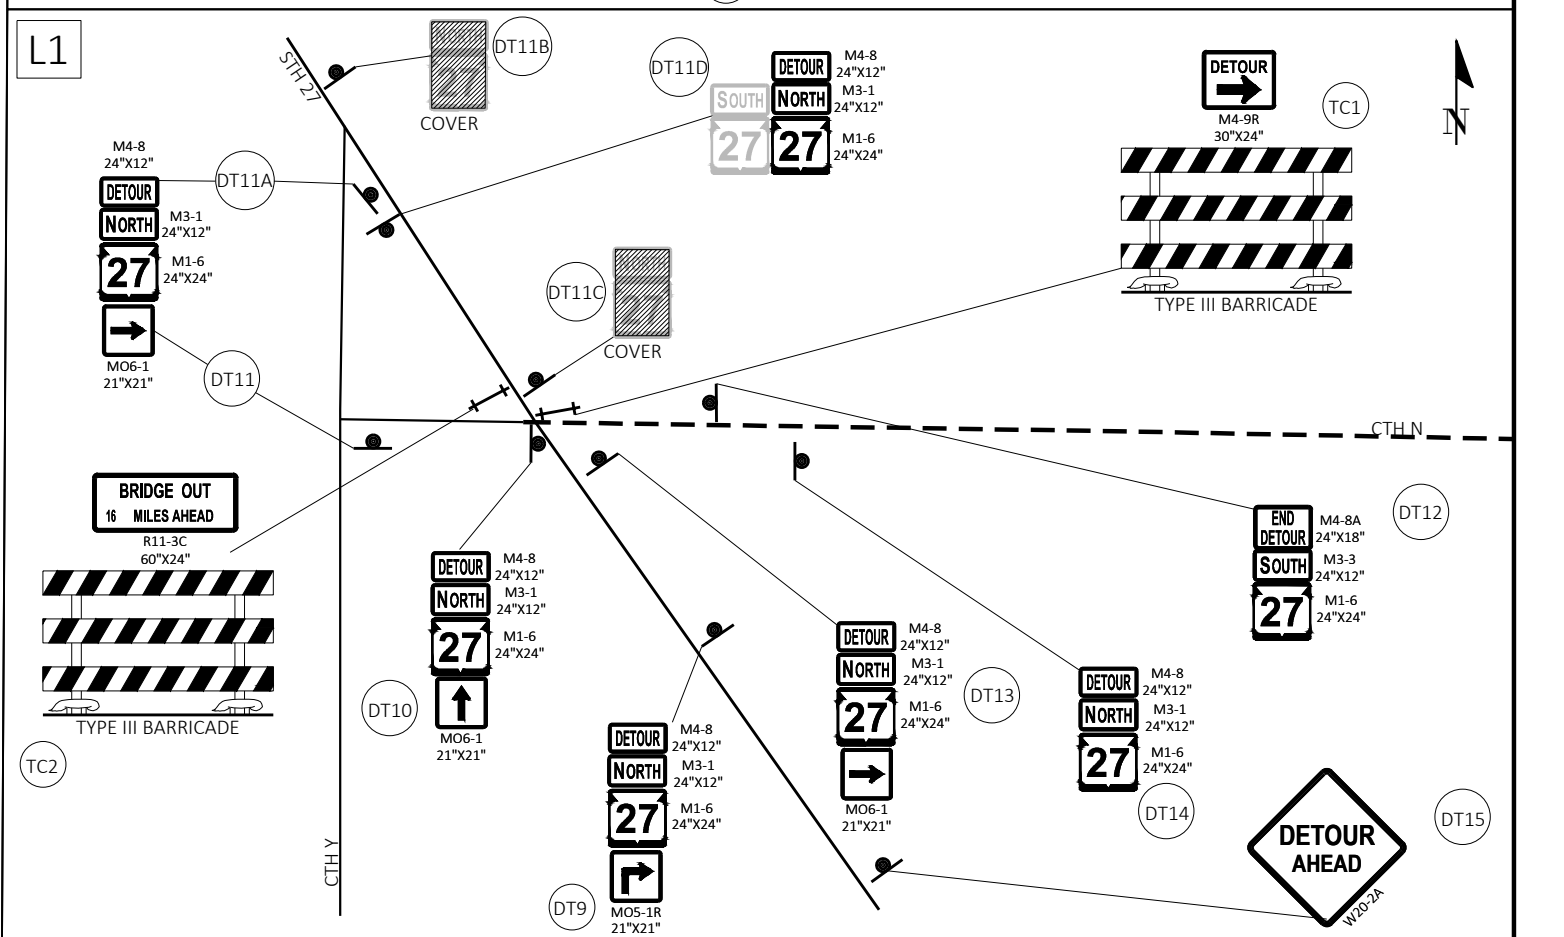 L1
STH 27
NORTH
27
COVER
DT11B
DT11D
SOUTH
27
DETOUR
NORTH
27
M4-8
24"X12"
M3-1
24"X12"
M1-6
24"X24"
DETOUR
M4-9R
30"X24"
TC1
N
TYPE III BARRICADE
M4-8
24"X12"
DETOUR
NORTH
27
M3-1
24"X12"
M1-6
24"X24"
DT11A
MO6-1
21"X21"
DT11
DT11C
NORTH
27
COVER
CTH N
BRIDGE OUT
16 MILES AHEAD
R11-3C
60"X24"
TYPE III BARRICADE
TC2
CTH Y
DETOUR
NORTH
27
M4-8
24"X12"
M3-1
24"X12"
M1-6
24"X24"
MO6-1
21"X21"
DT10
DETOUR
NORTH
27
M4-8
24"X12"
M3-1
24"X12"
M1-6
24"X24"
MO5-1R
21"X21"
DT9
DETOUR
NORTH
27
M4-8
24"X12"
M3-1
24"X12"
M1-6
24"X24"
MO6-1
21"X21"
DT13
END
DETOUR
SOUTH
27
M4-8A
24"X18"
M3-3
24"X12"
M1-6
24"X24"
DT12
DETOUR
NORTH
27
M4-8
24"X12"
M3-1
24"X12"
M1-6
24"X24"
DT14
DETOUR
AHEAD
W20-2A
DT15